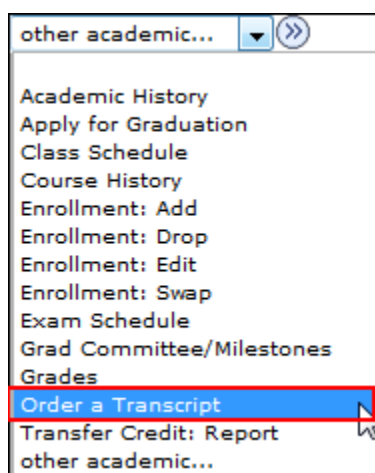 other academic...
Academic History
Apply for Graduation
Class Schedule
Course History
Enrollment: Add
Enrollment: Drop
Enrollment: Edit
Enrollment: Swap
Exam Schedule
Grad Committee/Milestones
Grades
Order a Transcript
Transfer Credit: Report
other academic...